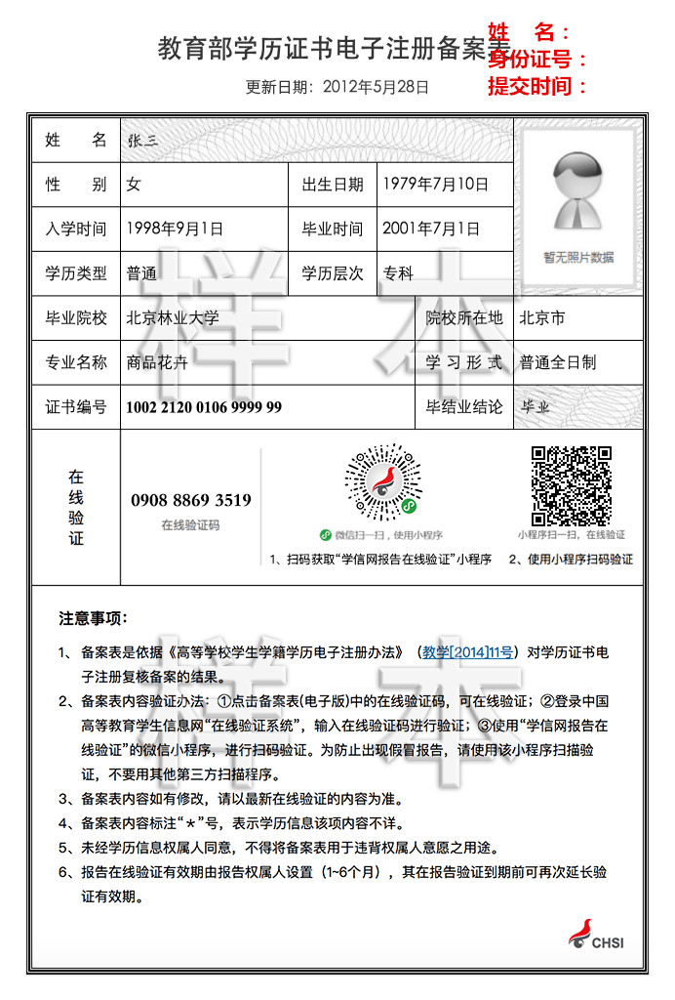 教育部学历证书电子注册备案表
姓 名：
身份证号：
提交时间：
更新日期：2012年5月28日
姓 名 张三
性 别 女 出生日期 1979年7月10日
入学时间 1998年9月1日 毕业时间 2001年7月1日
暂无照片数据
学历类型 普通 学历层次 专科
毕业院校 北京林业大学 院校所在地 北京市
专业名称 商品花卉 学习形式 普通全日制
证书编号 1002 2120 0106 9999 99 毕结业结论 毕业
样本
在线验证
0908 8869 3519
在线验证码
微信扫一扫，使用小程序
1、扫码获取“学信网报告在线验证”小程序
小程序扫一扫，在线验证
2、使用小程序扫码验证
注意事项：
1、备案表是依据《高等学校学生学籍学历电子注册办法》（教学[2014]11号）对学历证书电
子注册复核备案的结果。
2、备案表内容验证办法：①点击备案表(电子版)中的在线验证码，可在线验证；②登录中国
高等教育学生信息网“在线验证系统”，输入在线验证码进行验证；③使用“学信网报告在
线验证”的微信小程序，进行扫码验证。为防止出现假冒报告，请使用该小程序扫描验
证，不要用其他第三方扫描程序。
3、备案表内容如有修改，请以最新在线验证的内容为准。
4、备案表内容标注“＊”号，表示学历信息该项内容不详。
5、未经学历信息权属人同意，不得将备案表用于违背权属人意愿之用途。
6、报告在线验证有效期由报告权属人设置（1~6个月），其在报告验证到期前可再次延长验
证有效期。
样本
CHSI